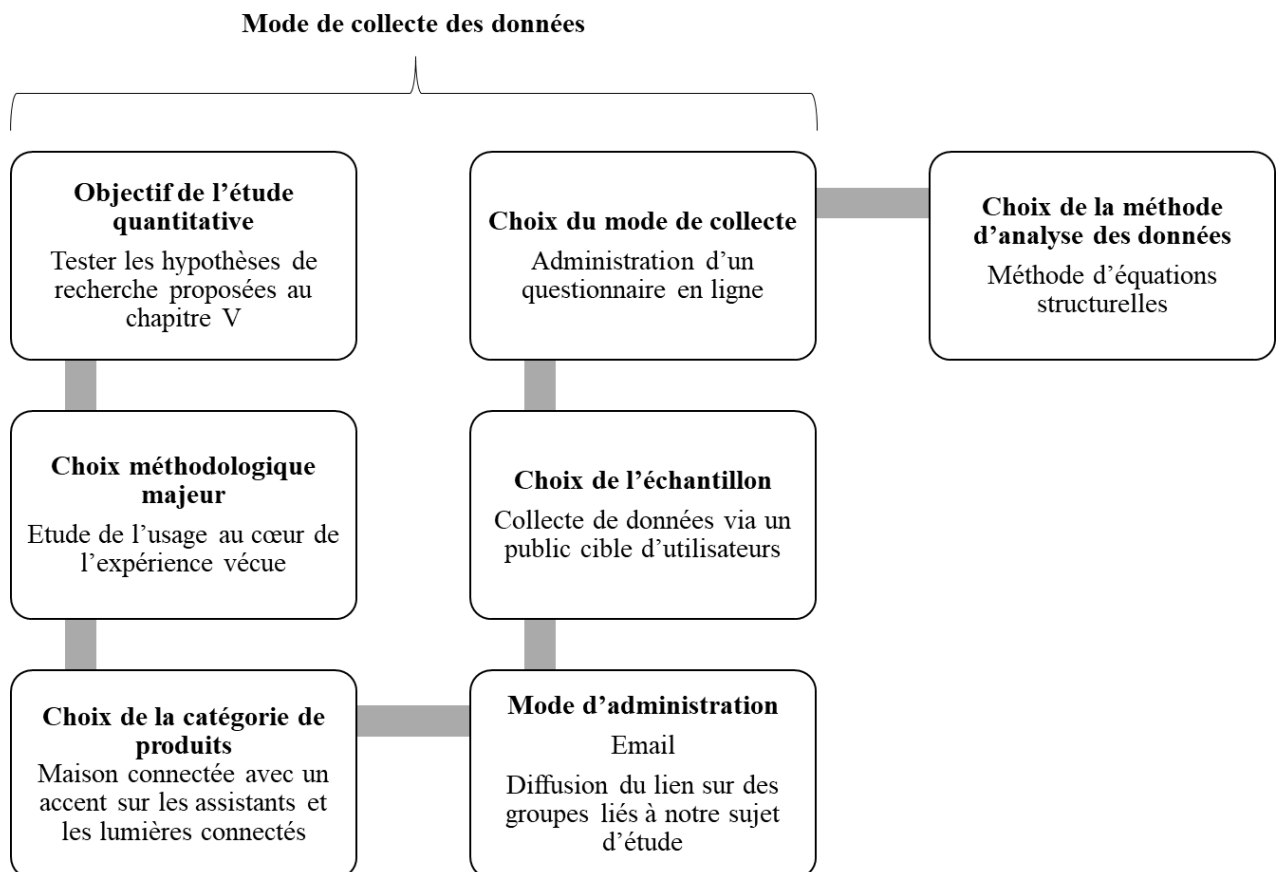 Mode de collecte des données
Objectif de l’étude
quantitative
Tester les hypothèses de
recherche proposées au
chapitre V
Choix méthodologique
majeur
Etude de l’usage au cœur de
l’expérience vécue
Choix de la catégorie de
produits
Maison connectée avec un
accent sur les assistants et
les lumières connectés
Mode d’administration
Email
Diffusion du lien sur des
groupes liés à notre sujet
d’étude
Choix de l’échantillon
Collecte de données via un
public cible d’utilisateurs
Choix du mode de collecte
Administration d’un
questionnaire en ligne
Choix de la méthode
d’analyse des données
Méthode d’équations
structurelles